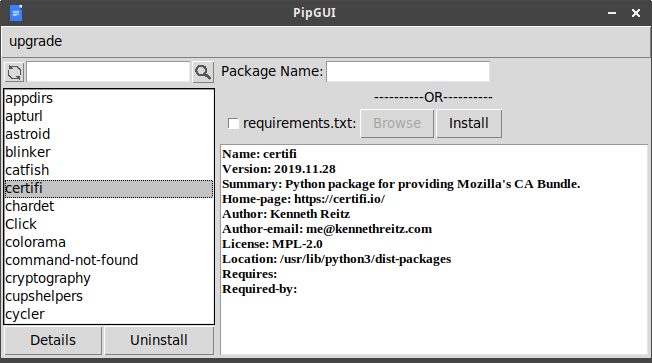 PipGUI
upgrade
Package Name:
----------OR----------
requirements.txt: Browse Install
appdirs
apturl
astroid
blinker
catfish
certifi
chardet
Click
colorama
command-not-found
cryptography
cupshelpers
cycler
Details Uninstall
Name: certifi
Version: 2019.11.28
Summary: Python package for providing Mozilla's CA Bundle.
Home-page: https://certifi.io/
Author: Kenneth Reitz
Author-email: me@kennethreitz.com
License: MPL-2.0
Location: /usr/lib/python3/dist-packages
Requires:
Required-by: